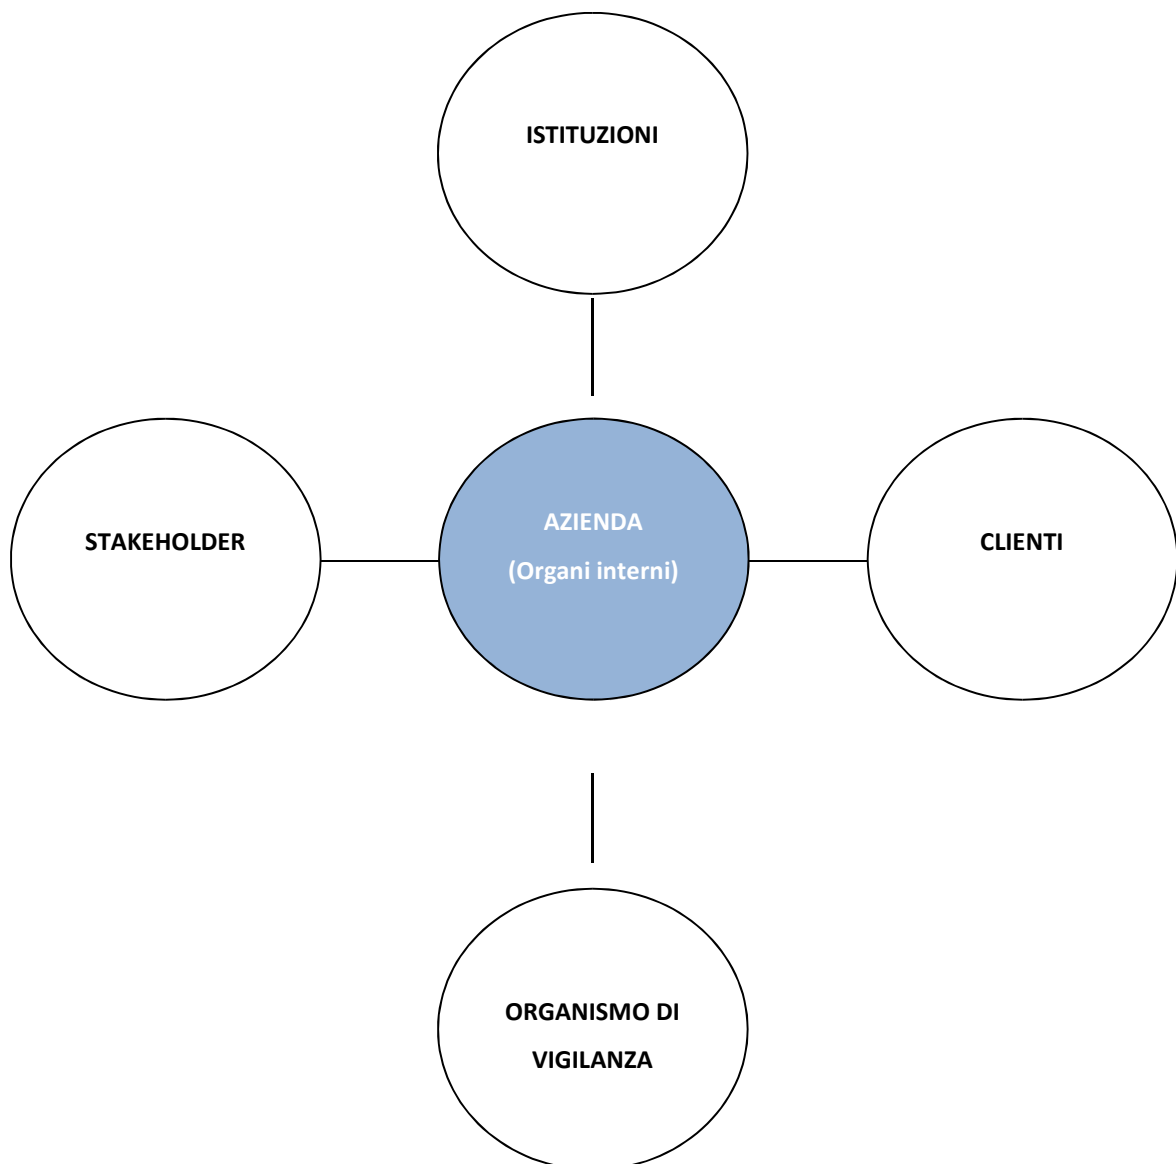 ISTITUZIONI
STAKEHOLDER
AZIENDA
(Organi interni)
CLIENTI
ORGANISMO DI
VIGILANZA